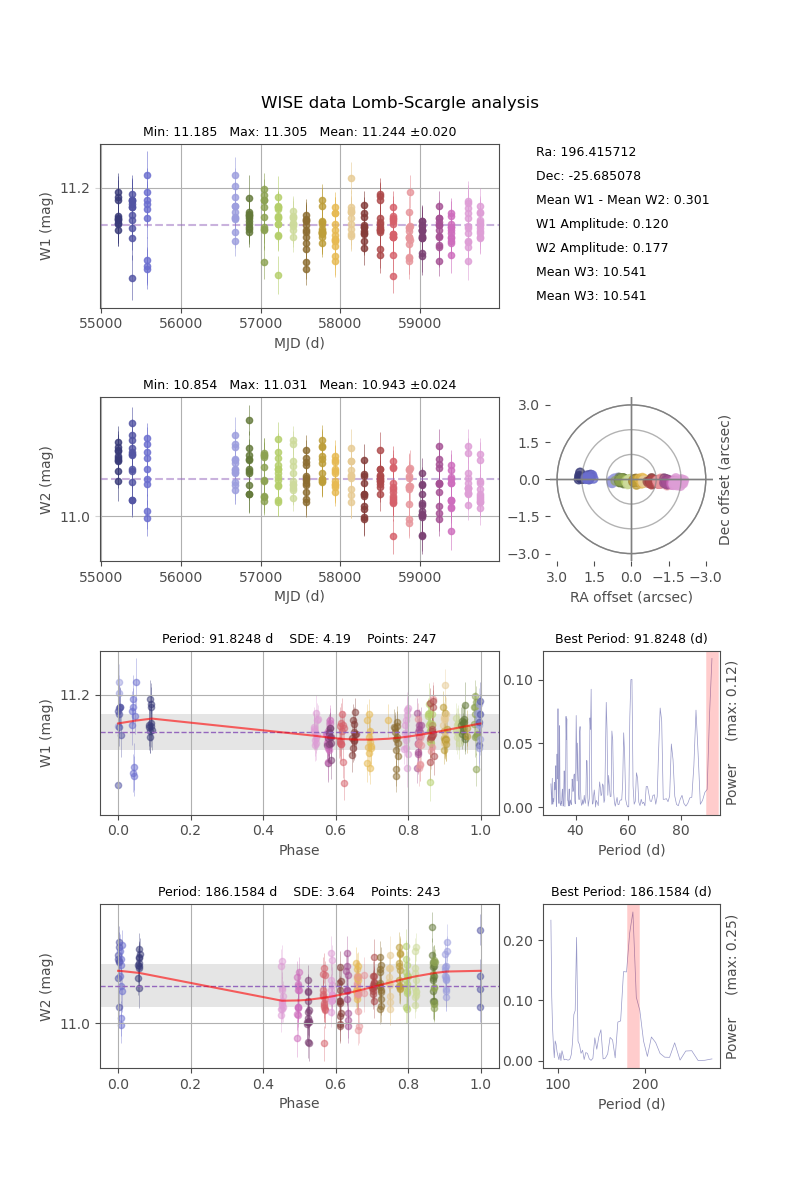 WISE data Lomb-Scargle analysis
Min: 11.185   Max: 11.305   Mean: 11.244 ±0.020
11.2
W1 (mag)
55000 56000 57000 58000 59000
MJD (d)
Ra: 196.415712
Dec: -25.685078
Mean W1 - Mean W2: 0.301
W1 Amplitude: 0.120
W2 Amplitude: 0.177
Mean W3: 10.541
Mean W3: 10.541
Min: 10.854   Max: 11.031   Mean: 10.943 ±0.024
11.0
W2 (mag)
55000 56000 57000 58000 59000
MJD (d)
3.0
1.5
0.0
−1.5
−3.0
3.0 1.5 0.0 −1.5 −3.0
RA offset (arcsec)
Dec offset (arcsec)
Period: 91.8248 d    SDE: 4.19    Points: 247
11.2
W1 (mag)
0.0 0.2 0.4 0.6 0.8 1.0
Phase
Best Period: 91.8248 (d)
0.10
0.05
0.00
40 60 80
Period (d)
Power    (max: 0.12)
Period: 186.1584 d    SDE: 3.64    Points: 243
11.0
W2 (mag)
0.0 0.2 0.4 0.6 0.8 1.0
Phase
Best Period: 186.1584 (d)
0.20
0.10
0.00
100 200
Period (d)
Power    (max: 0.25)